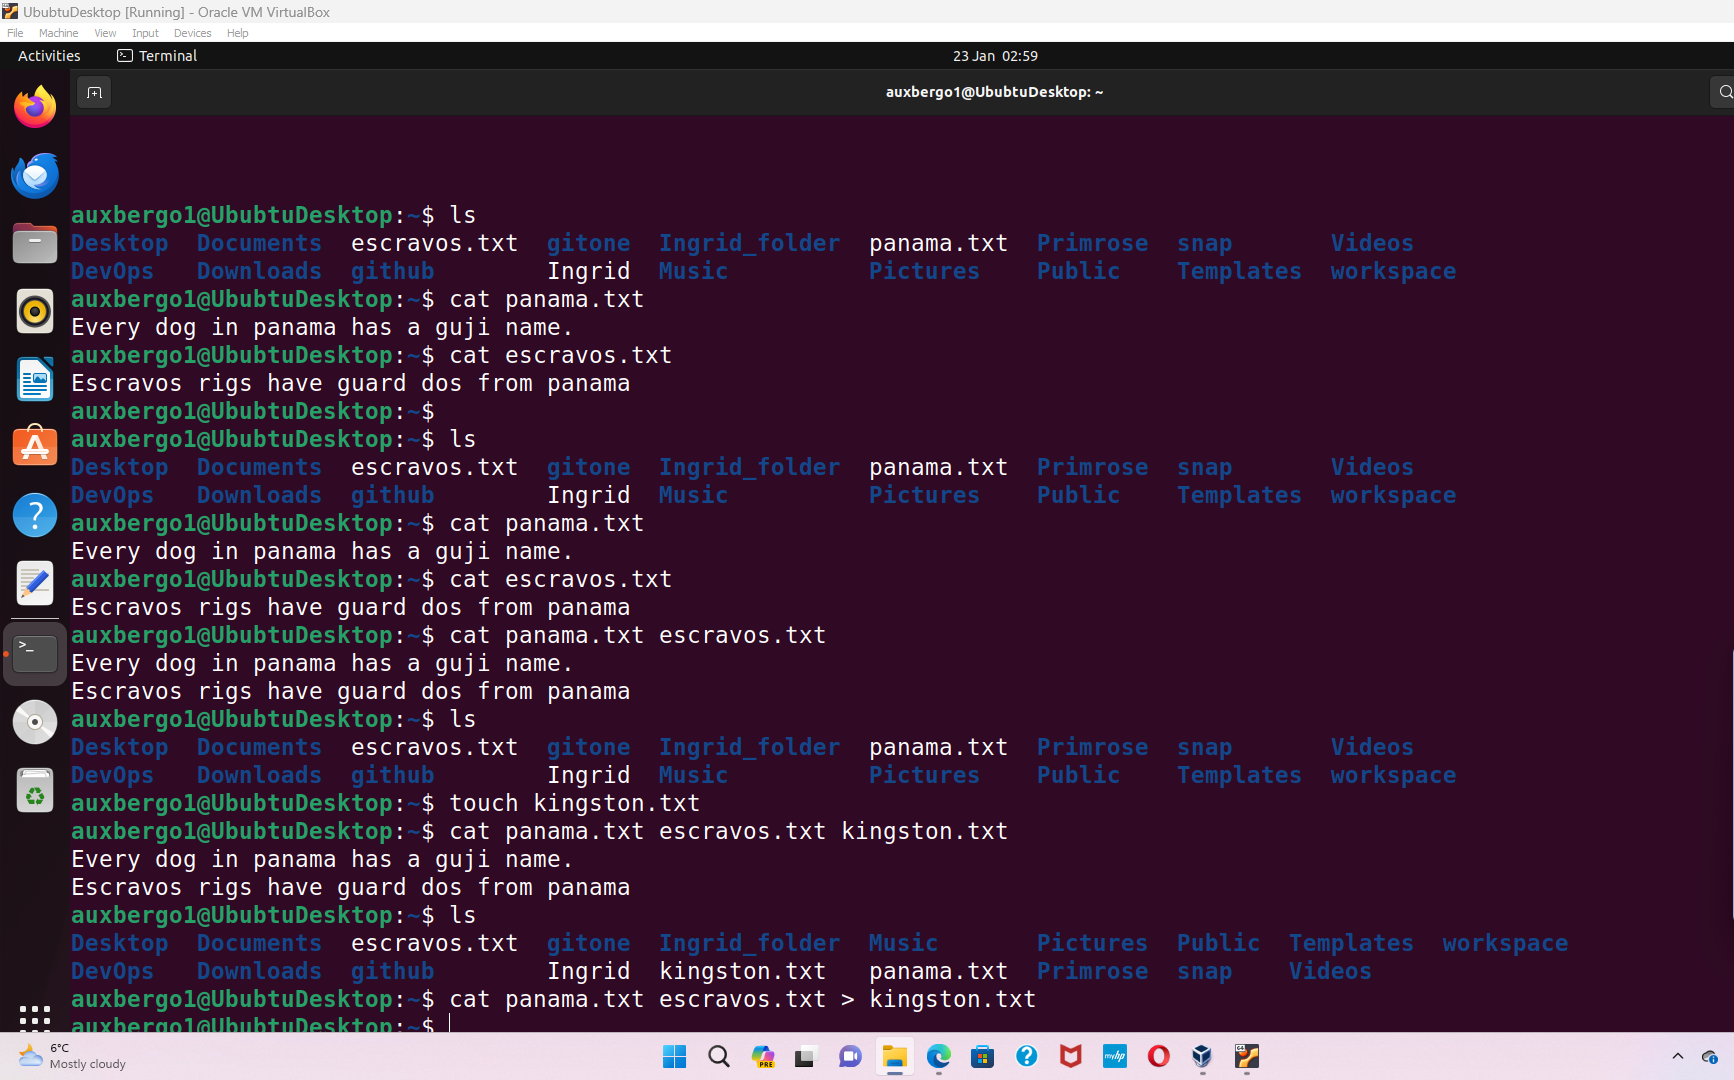 UbubtuDesktop [Running] - Oracle VM VirtualBox
File Machine View Input Devices Help
Activities Terminal 23 Jan 02:59
auxbergo1@UbubtuDesktop: ~
auxbergo1@UbubtuDesktop:~$ ls
Desktop Documents escravos.txt gitone Ingrid_folder panama.txt Primrose snap Videos
DevOps Downloads github Ingrid Music Pictures Public Templates workspace
auxbergo1@UbubtuDesktop:~$ cat panama.txt
Every dog in panama has a guji name.
auxbergo1@UbubtuDesktop:~$ cat escravos.txt
Escravos rigs have guard dos from panama
auxbergo1@UbubtuDesktop:~$
auxbergo1@UbubtuDesktop:~$ ls
Desktop Documents escravos.txt gitone Ingrid_folder panama.txt Primrose snap Videos
DevOps Downloads github Ingrid Music Pictures Public Templates workspace
auxbergo1@UbubtuDesktop:~$ cat panama.txt
Every dog in panama has a guji name.
auxbergo1@UbubtuDesktop:~$ cat escravos.txt
Escravos rigs have guard dos from panama
auxbergo1@UbubtuDesktop:~$ cat panama.txt escravos.txt
Every dog in panama has a guji name.
Escravos rigs have guard dos from panama
auxbergo1@UbubtuDesktop:~$ ls
Desktop Documents escravos.txt gitone Ingrid_folder panama.txt Primrose snap Videos
DevOps Downloads github Ingrid Music Pictures Public Templates workspace
auxbergo1@UbubtuDesktop:~$ touch kingston.txt
auxbergo1@UbubtuDesktop:~$ cat panama.txt escravos.txt kingston.txt
Every dog in panama has a guji name.
Escravos rigs have guard dos from panama
auxbergo1@UbubtuDesktop:~$ ls
Desktop Documents escravos.txt gitone Ingrid_folder Music Pictures Public Templates workspace
DevOps Downloads github Ingrid kingston.txt panama.txt Primrose snap Videos
auxbergo1@UbubtuDesktop:~$ cat panama.txt escravos.txt > kingston.txt
auxbergo1@UbubtuDesktop:~$
6°C
Mostly cloudy
PRE
myhp
64